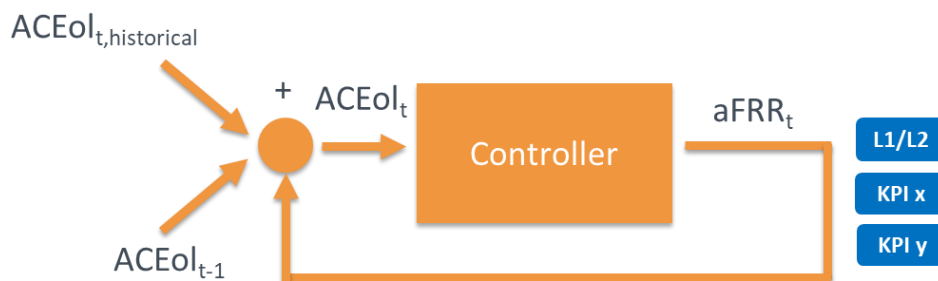 ACEol_t,historical
+
ACEol_t
aFRR_t
Controller
L1/L2
KPI x
KPI y
ACEol_t-1